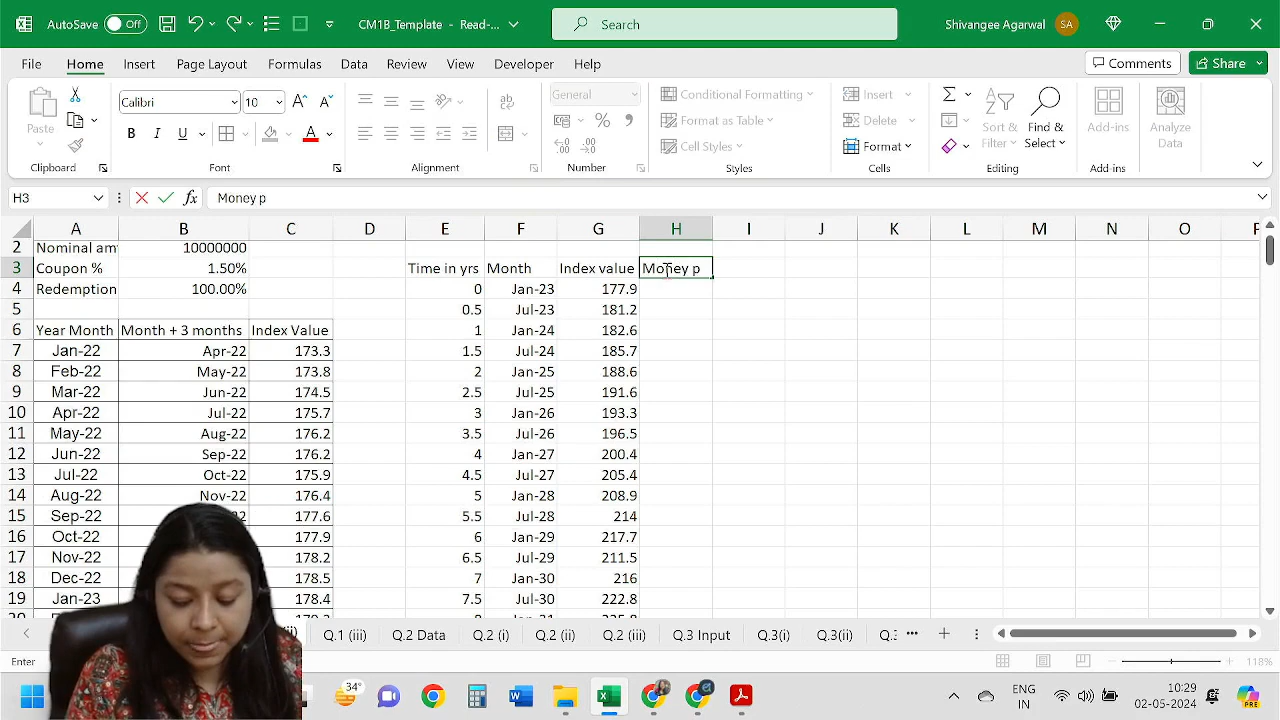 AutoSave Off CM1B_Template - Read-... Search Shivangee Agarwal SA
File Home Insert Page Layout Formulas Data Review View Developer Help Comments Share
Paste Calibri 10 A^ A˅ B I U A ab General % 9 Conditional Formatting Format as Table Cell Styles Insert Delete Format Sort & Filter Find & Select Add-ins Analyze Data
Clipboard Font Alignment Number Styles Cells Editing Add-ins
H3 fx Money p
A B C D E F G H I J K L M N O P
2 Nominal am 10000000
3 Coupon % 1.50% Time in yrs Month Index value Money p
4 Redemption 100.00% 0 Jan-23 177.9
5 0.5 Jul-23 181.2
6 Year Month Month + 3 months Index Value 1 Jan-24 182.6
7 Jan-22 Apr-22 173.3 1.5 Jul-24 185.7
8 Feb-22 May-22 173.8 2 Jan-25 188.6
9 Mar-22 Jun-22 174.5 2.5 Jul-25 191.6
10 Apr-22 Jul-22 175.7 3 Jan-26 193.3
11 May-22 Aug-22 176.2 3.5 Jul-26 196.5
12 Jun-22 Sep-22 176.2 4 Jan-27 200.4
13 Jul-22 Oct-22 175.9 4.5 Jul-27 205.4
14 Aug-22 Nov-22 176.4 5 Jan-28 208.9
15 Sep-22 177.6 5.5 Jul-28 214
16 Oct-22 177.9 6 Jan-29 217.7
17 Nov-22 178.2 6.5 Jul-29 211.5
18 Dec-22 178.5 7 Jan-30 216
19 Jan-23 178.4 7.5 Jul-30 222.8
Q.1 (iii) Q.2 Data Q.2 (i) Q.2 (ii) Q.2 (iii) Q.3 Input Q.3(i) Q.3(ii) Q.:
Enter 118%
34° ENG IN 10:29 02-05-2024 PRE